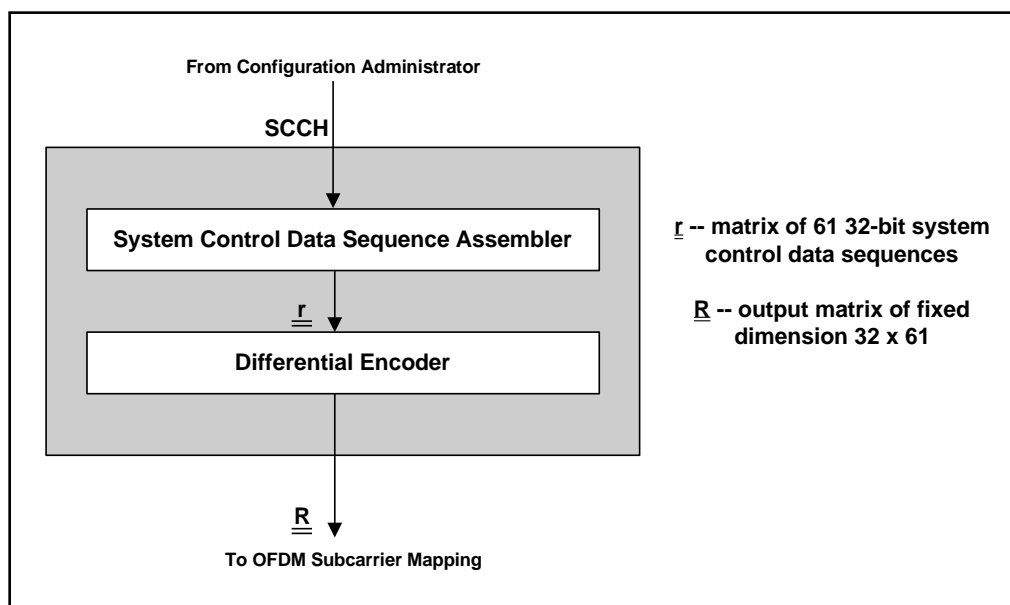 From Configuration Administrator
SCCH
System Control Data Sequence Assembler
r
Differential Encoder
R
To OFDM Subcarrier Mapping
r -- matrix of 61 32-bit system
control data sequences
R -- output matrix of fixed
dimension 32 x 61